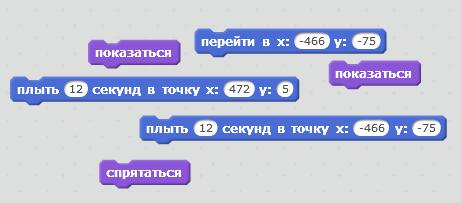 перейти в x: -466 y: -75
показаться
показаться
плыть 12 секунд в точку x: 472 y: 5
плыть 12 секунд в точку x: -466 y: -75
спрятаться